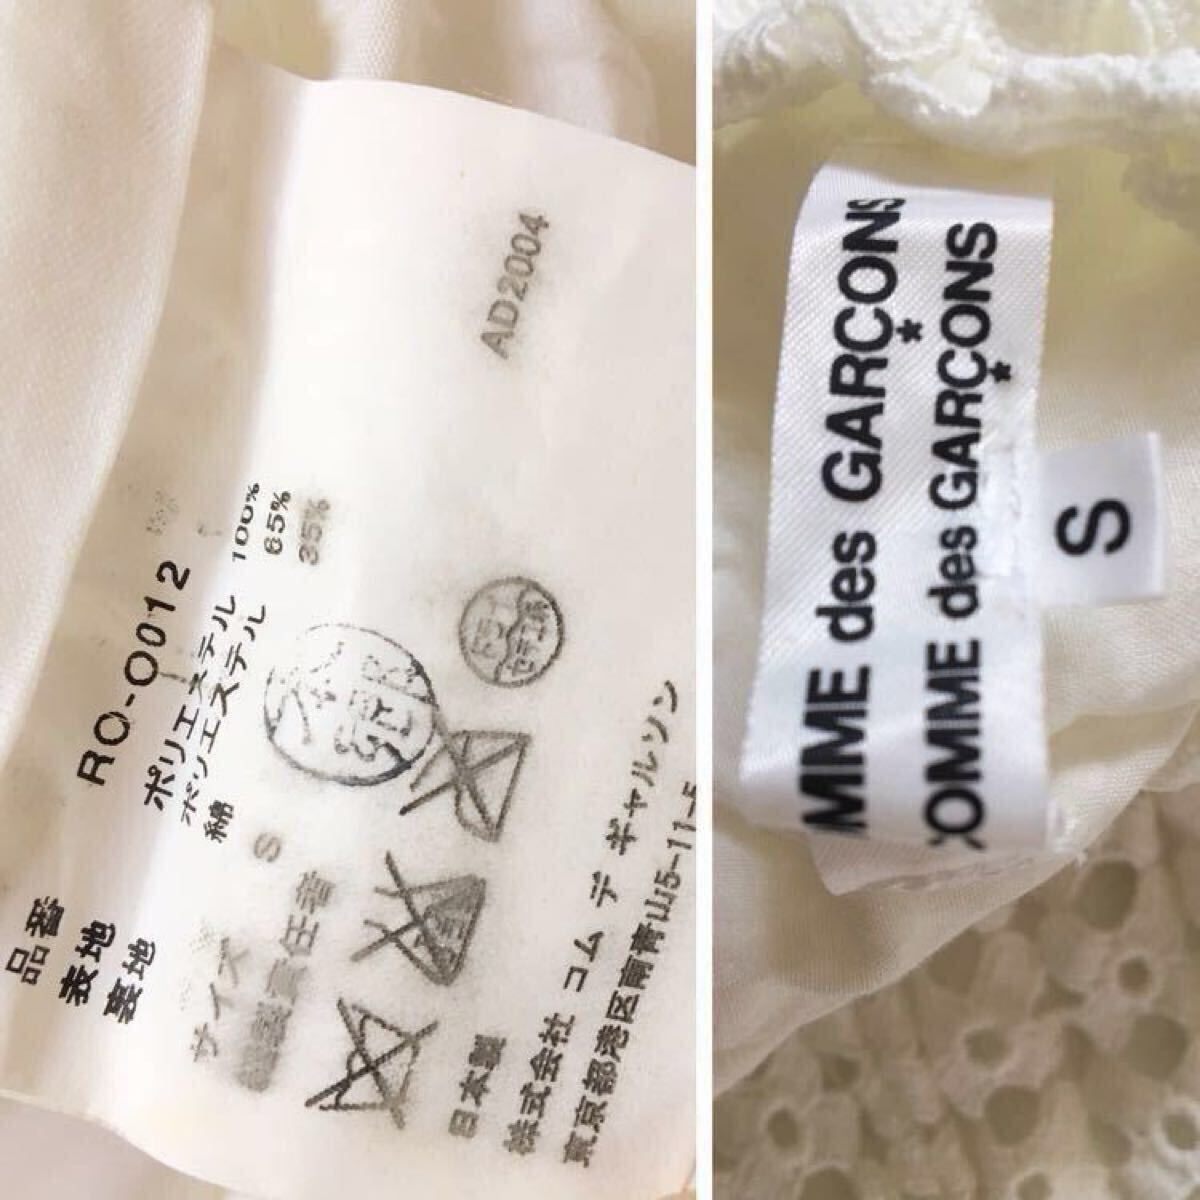 AD2004
品番 RO-O012
表地 ポリエステル 100%
裏地 ポリエステル 65%
綿 35%
サイズ S
縫製責任者
日本製
株式会社 コム デ ギャルソン
東京都港区南青山5-11-5
MME des GARÇONS
COMME des GARÇONS
S